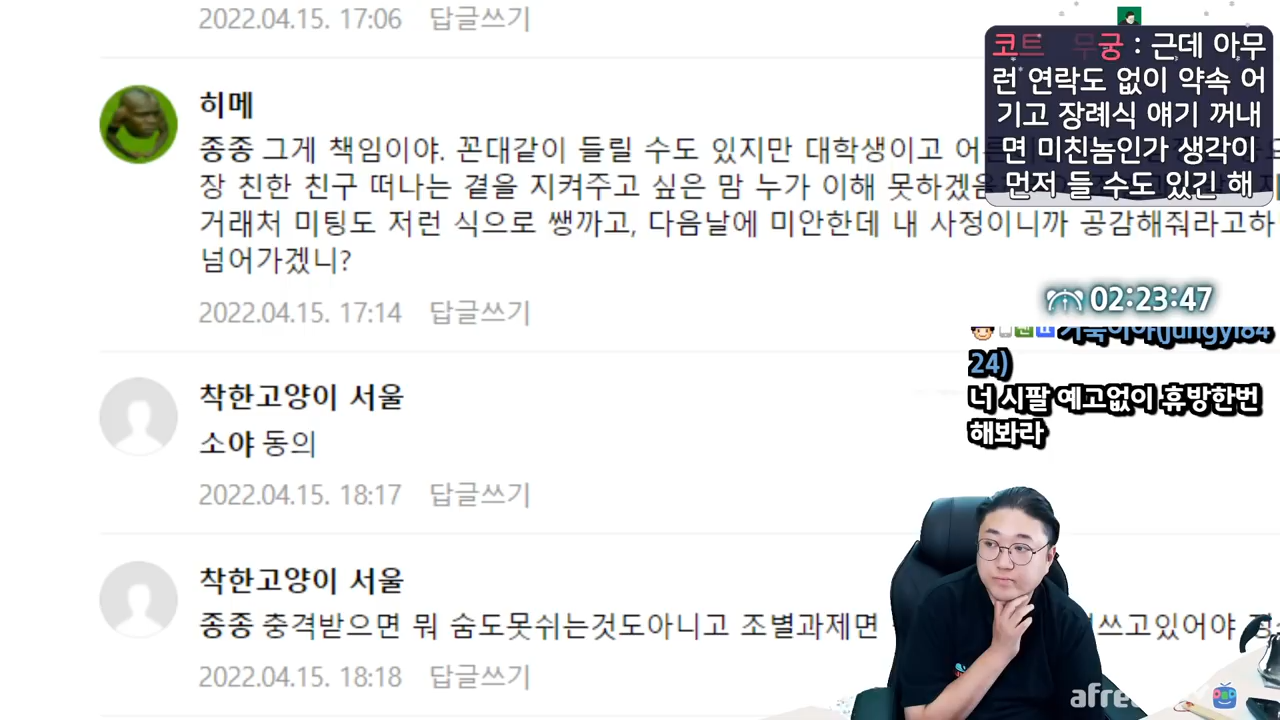 2022.04.15. 17:06 답글쓰기
히메
종종 그게 책임이야. 꼰대같이 들릴 수도 있지만 대학생이고
장 친한 친구 떠나는 곁을 지켜주고 싶은 맘 누가 이해 못하겠
거래처 미팅도 저런 식으로 쌩까고, 다음날에 미안한데 내 사정이니까 공감해줘라고하
넘어가겠니?
2022.04.15. 17:14 답글쓰기
착한고양이 서울
소야 동의
2022.04.15. 18:17 답글쓰기
착한고양이 서울
종종 충격받으면 뭐 숨도못쉬는것도아니고 조별과제면
쓰고있어야
2022.04.15. 18:18 답글쓰기
코트 무궁 : 근데 아무
런 연락도 없이 약속 어
기고 장례식 얘기 꺼내
면 미친놈인가 생각이
먼저 들 수도 있긴 해
02:23:47
24)
너 시팔 예고없이 휴방한번
해봐라